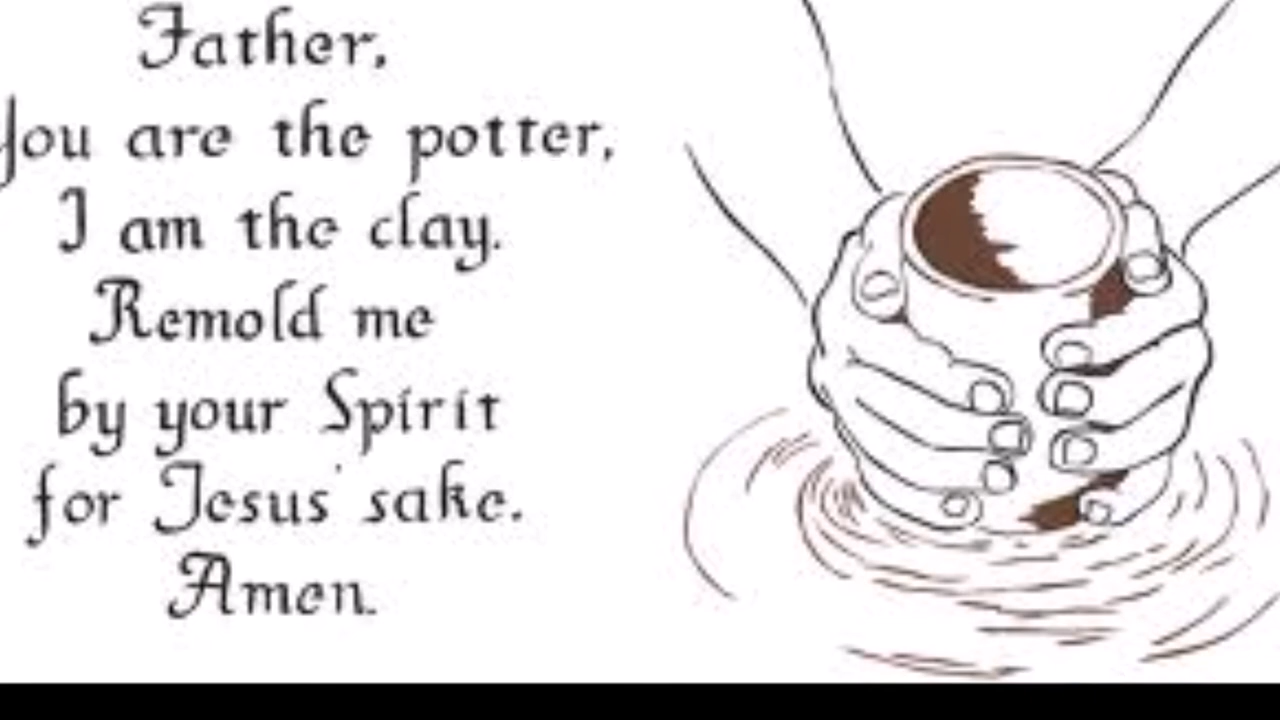 Father,
You are the potter,
I am the clay.
Remold me
by your Spirit
for Jesus' sake.
Amen.